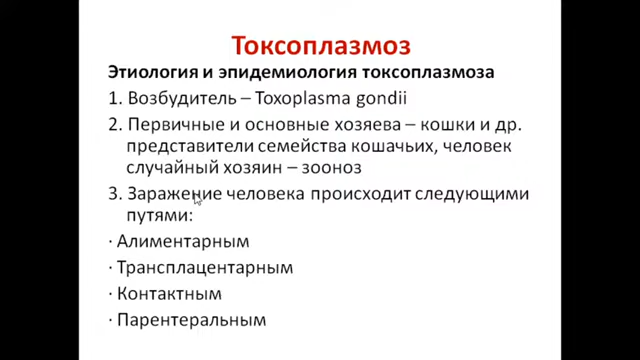 Токсоплазмоз
Этиология и эпидемиология токсоплазмоза
1. Возбудитель – Toxoplasma gondii
2. Первичные и основные хозяева – кошки и др.
представители семейства кошачьих, человек
случайный хозяин – зооноз
3. Заражение человека происходит следующими
путями:
· Алиментарным
· Трансплацентарным
· Контактным
· Парентеральным